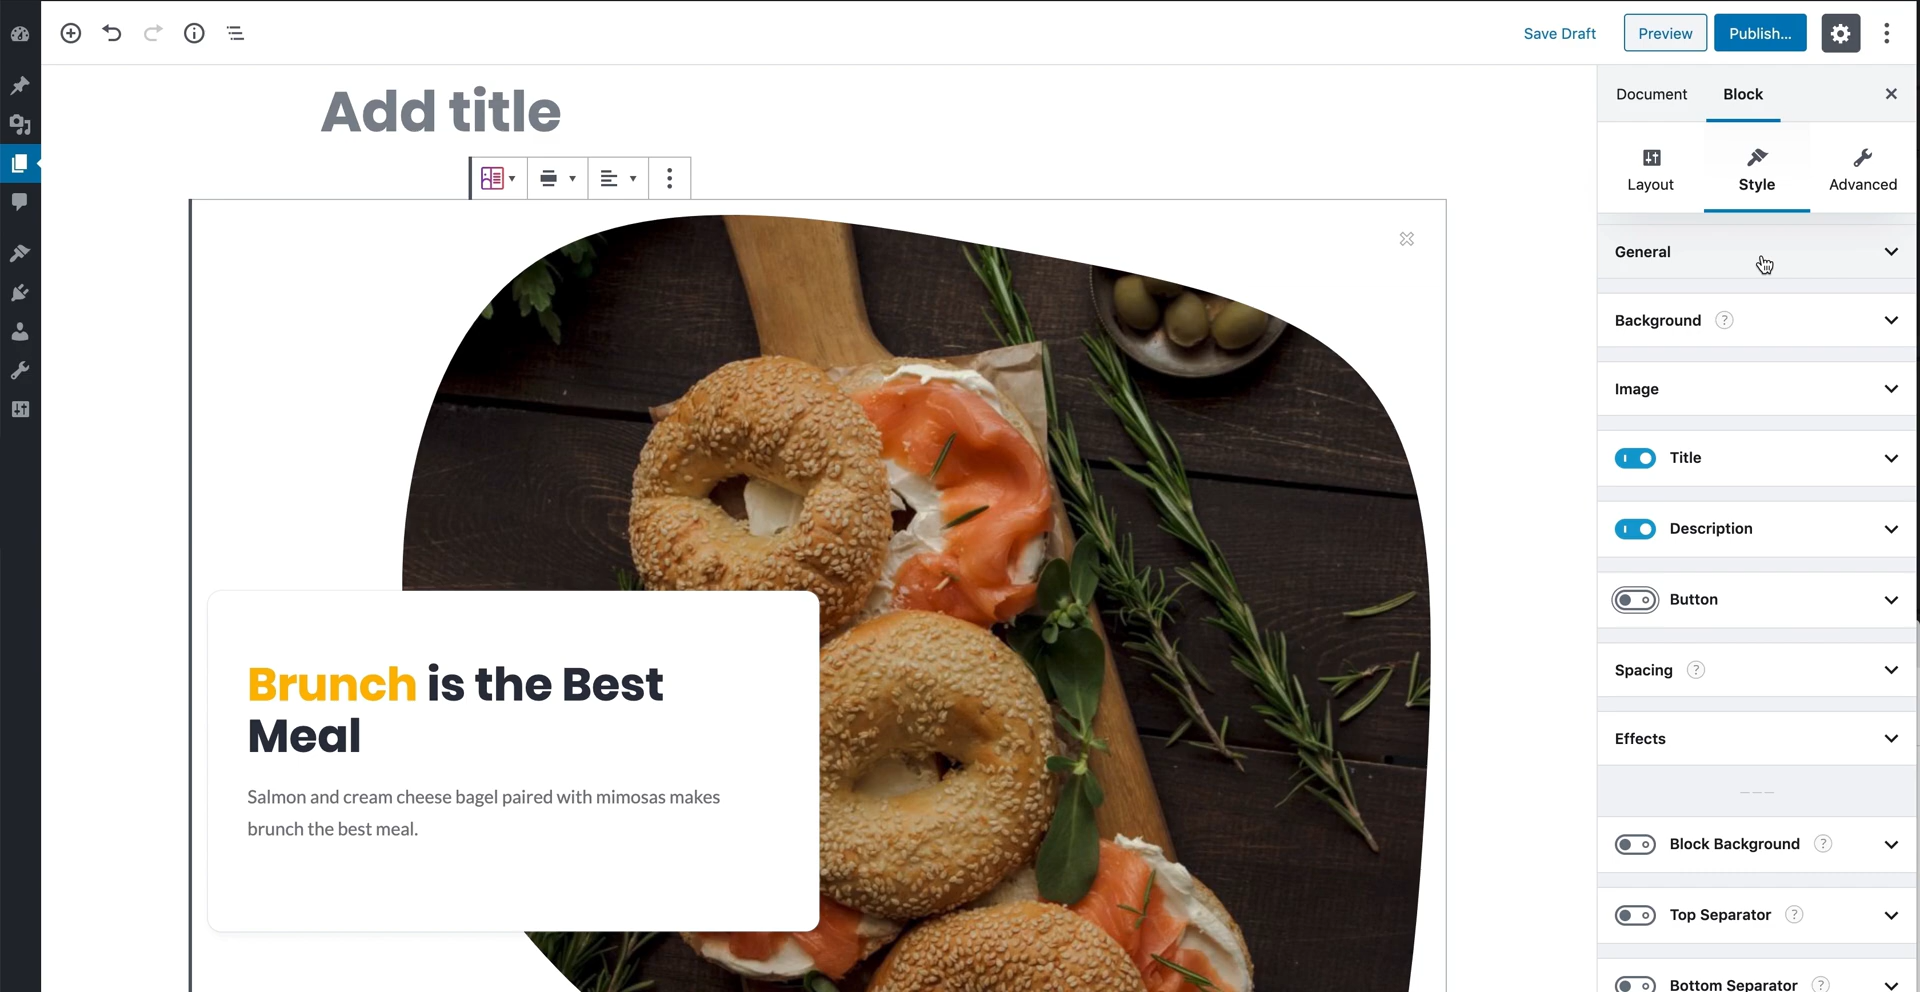 Save Draft
Preview
Publish...
Add title
Document
Block
Layout
Style
Advanced
General
Background
Image
Title
Description
Button
Spacing
Effects
Block Background
Top Separator
Bottom Separator
Brunch is the Best
Meal
Salmon and cream cheese bagel paired with mimosas makes
brunch the best meal.